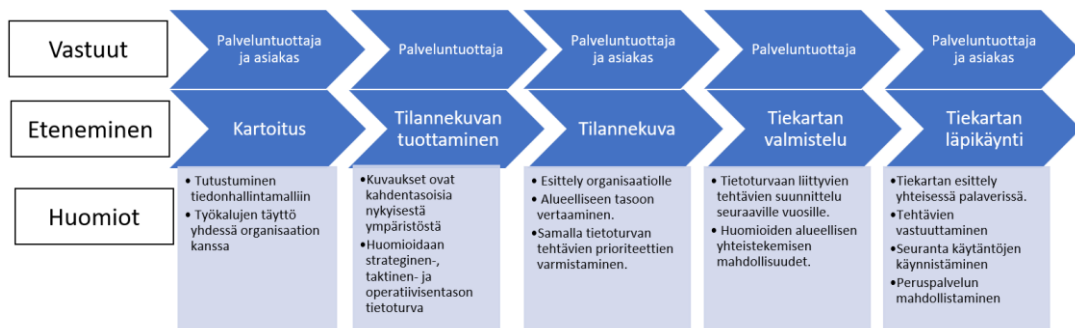 Vastuut
Palveluntuottaja
ja asiakas
Palveluntuottaja
Palveluntuottaja
ja asiakas
Palveluntuottaja
Palveluntuottaja
ja asiakas
Eteneminen
Kartoitus
Tilannekuvan
tuottaminen
Tilannekuva
Tiekartan
valmistelu
Tiekartan
läpikäynti
Huomiot
• Tutustuminen
tiedonhallintamalliin
• Työkalujen täyttö
yhdessä organisaation
kanssa
•Kuvaukset ovat
kahdentasoisia
nykyisestä
ympäristöstä
•Huomioidaan
strateginen-,
taktinen- ja
operatiivisentason
tietoturva
• Esittely organisaatiolle
• Alueelliseen tasoon
vertaaminen.
•Samalla tietoturvan
tehtävien prioriteettien
varmistaminen.
• Tietoturvaan liittyvien
tehtävien suunnittelu
seuraaville vuosille.
• Huomioiden alueellisen
yhteistekemisen
mahdollisuudet.
•Tiekartan esittely
yhteisessä palaverissä.
•Tehtävien
vastuuttaminen
•Seuranta käytäntöjen
käynnistäminen
•Peruspalvelun
mahdollistaminen